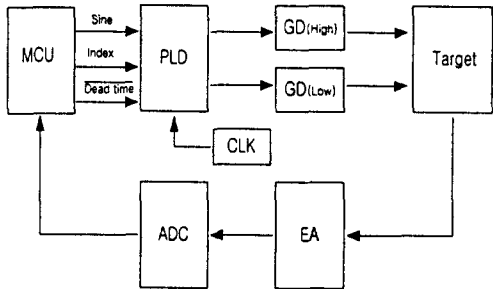 MCU
Sine
Index
Dead time
PLD
GD(High)
GD(Low)
Target
CLK
ADC
EA